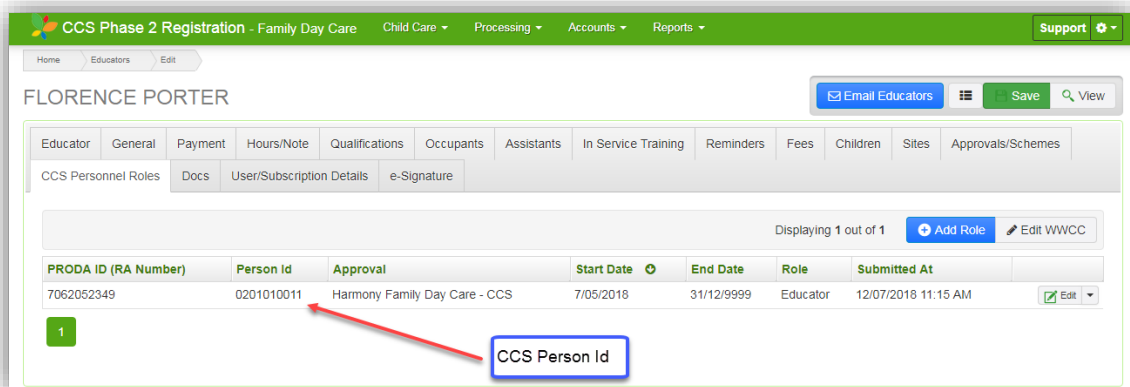 CCS Phase 2 Registration - Family Day Care Child Care Processing Accounts Reports Support
Home Educators Edit
FLORENCE PORTER
Email Educators Save View
Educator General Payment Hours/Note Qualifications Occupants Assistants In Service Training Reminders Fees Children Sites Approvals/Schemes
CCS Personnel Roles Docs User/Subscription Details e-Signature
Displaying 1 out of 1 Add Role Edit WWCC
PRODA ID (RA Number) Person Id Approval Start Date End Date Role Submitted At
7062052349 0201010011 Harmony Family Day Care - CCS 7/05/2018 31/12/9999 Educator 12/07/2018 11:15 AM Edit
1
CCS Person Id